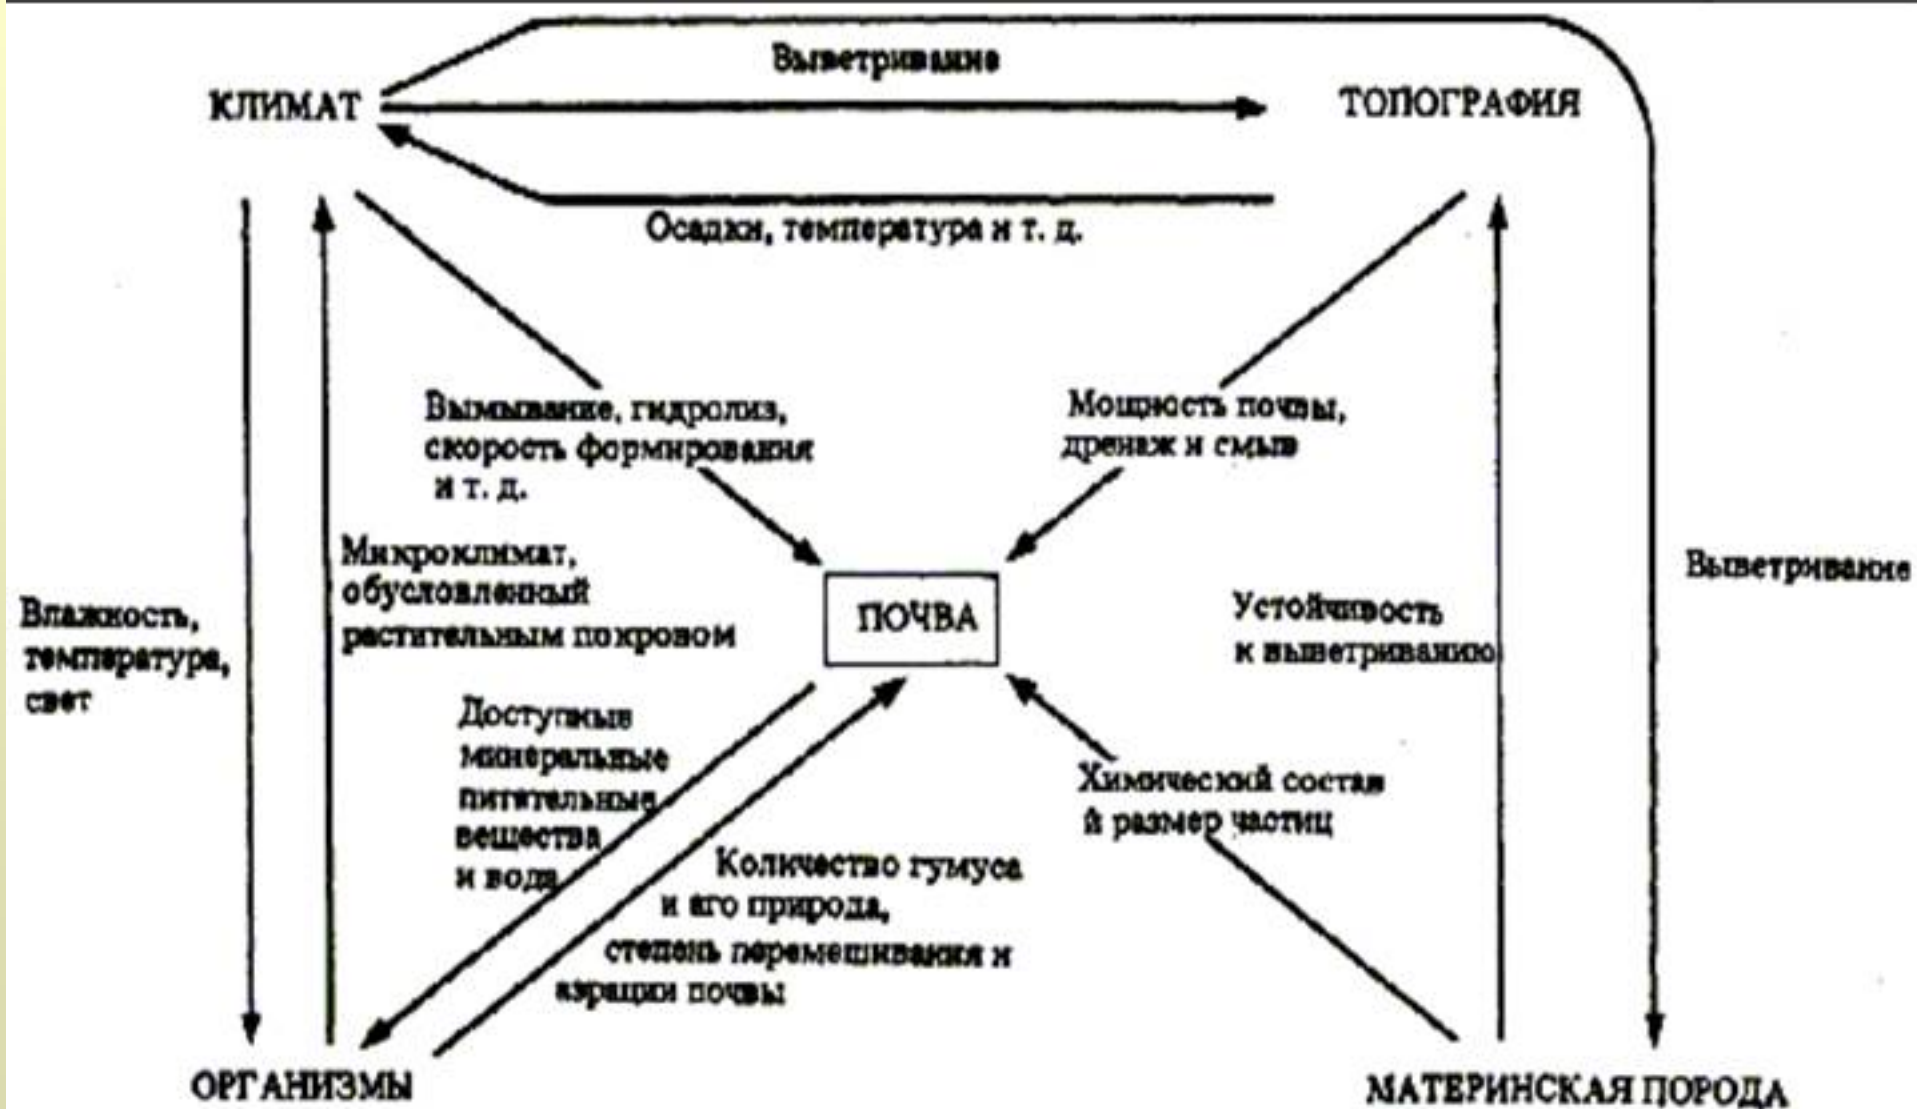 Выветривание
КЛИМАТ
ТОПОГРАФИЯ
Осадки, температура и т. д.
Вымывание, гидролиз,
скорость формирования
и т. д.
Мощность почвы,
дренаж и смыв
Микроклимат,
обусловленный
растительным покровом
Влажность,
температура,
свет
ПОЧВА
Устойчивость
к выветриванию
Выветривание
Доступные
минеральные
питательные
вещества
и вода
Химический состав
и размер частиц
Количество гумуса
и его природа,
степень перемешивания и
аэрации почвы
ОРГАНИЗМЫ
МАТЕРИНСКАЯ ПОРОДА